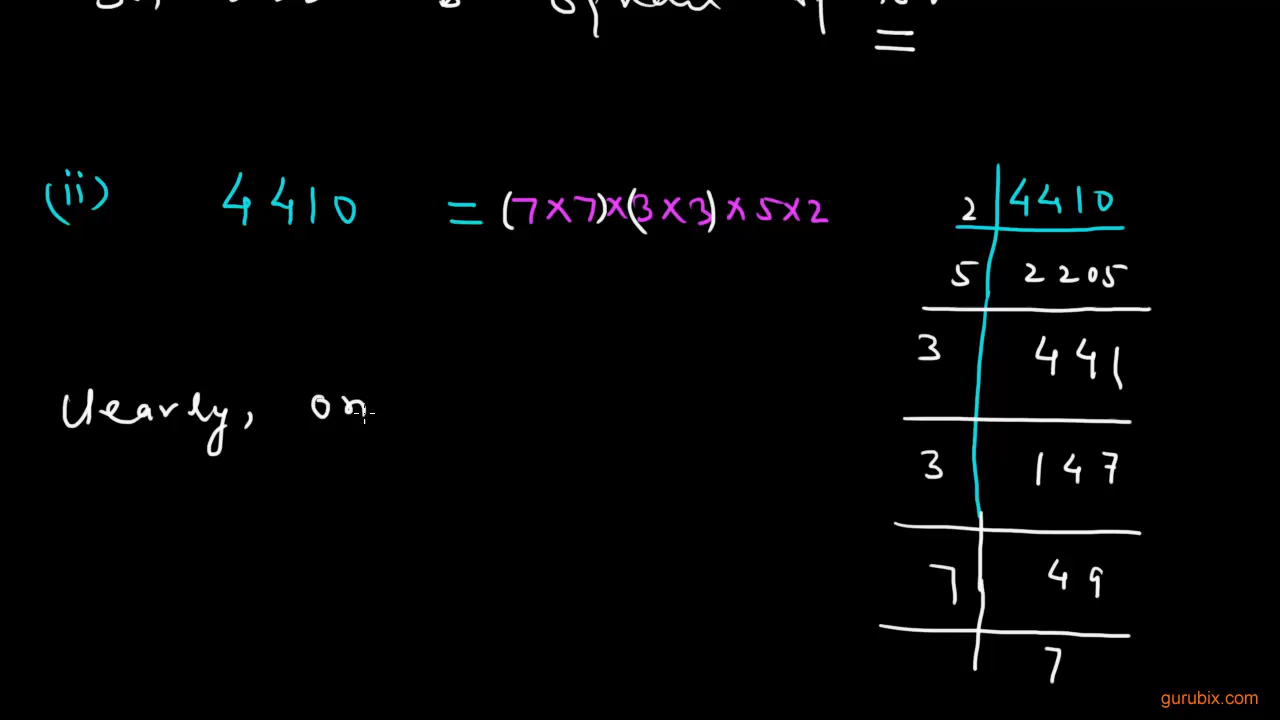 (ii) 4410 = (7×7)×(3×3)×5×2
2 4410
5 2205
3 441
3 147
7 49
7
Clearly, on
gurubix.com